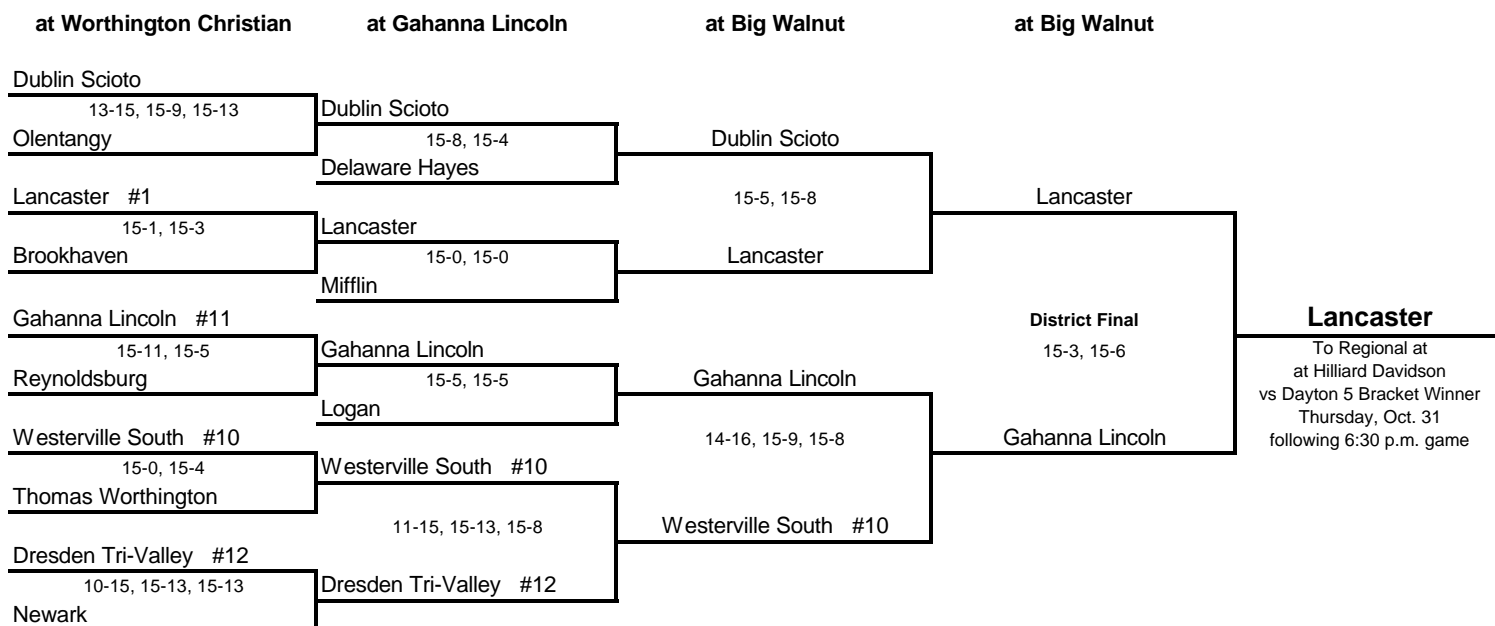 at Worthington Christian
at Gahanna Lincoln
at Big Walnut
at Big Walnut
Dublin Scioto
13-15, 15-9, 15-13
Olentangy
Lancaster #1
15-1, 15-3
Brookhaven
Gahanna Lincoln #11
15-11, 15-5
Reynoldsburg
Westerville South #10
15-0, 15-4
Thomas Worthington
Dresden Tri-Valley #12
10-15, 15-13, 15-13
Newark
Dublin Scioto
15-8, 15-4
Delaware Hayes
Lancaster
15-0, 15-0
Mifflin
Gahanna Lincoln
15-5, 15-5
Logan
Westerville South #10
11-15, 15-13, 15-8
Dresden Tri-Valley #12
Dublin Scioto
15-5, 15-8
Lancaster
Gahanna Lincoln
14-16, 15-9, 15-8
Westerville South #10
Lancaster
District Final
15-3, 15-6
Gahanna Lincoln
Lancaster
To Regional at
at Hilliard Davidson
vs Dayton 5 Bracket Winner
Thursday, Oct. 31
following 6:30 p.m. game